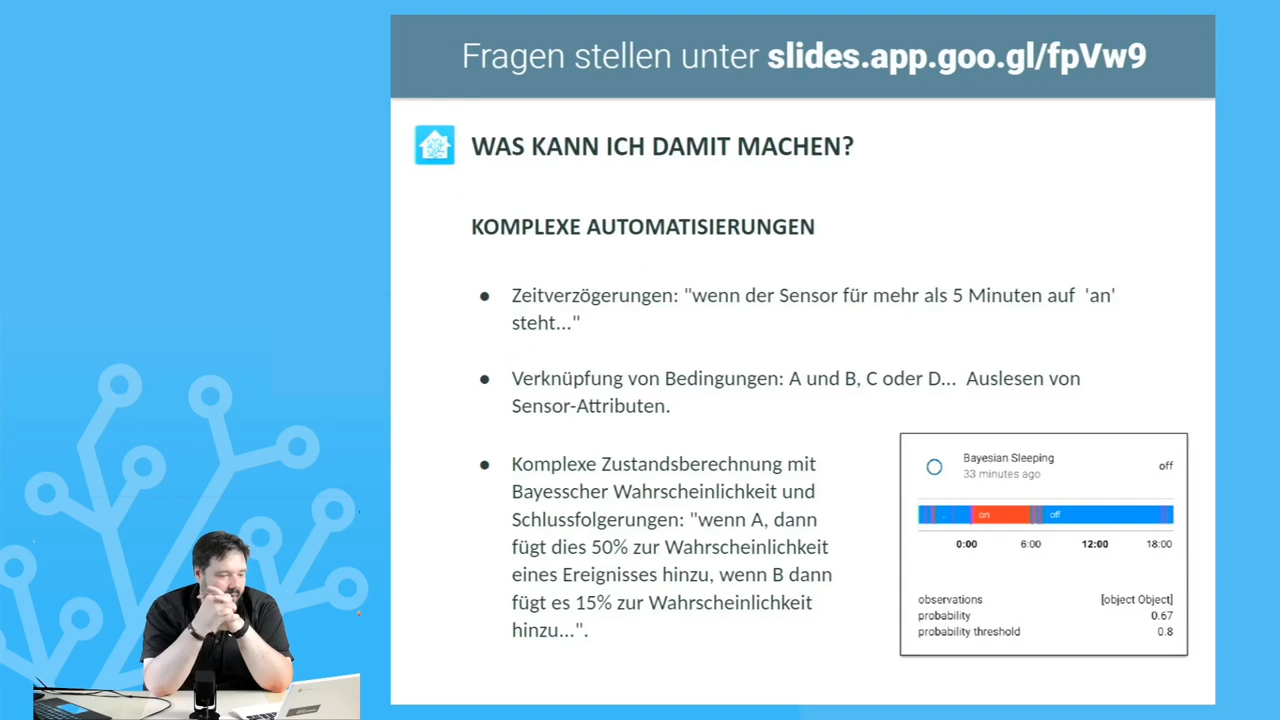 Fragen stellen unter slides.app.goo.gl/fpVw9
WAS KANN ICH DAMIT MACHEN?
KOMPLEXE AUTOMATISIERUNGEN
● Zeitverzögerungen: "wenn der Sensor für mehr als 5 Minuten auf 'an'
steht..."
● Verknüpfung von Bedingungen: A und B, C oder D... Auslesen von
Sensor-Attributen.
● Komplexe Zustandsberechnung mit
Bayesscher Wahrscheinlichkeit und
Schlussfolgerungen: "wenn A, dann
fügt dies 50% zur Wahrscheinlichkeit
eines Ereignisses hinzu, wenn B dann
fügt es 15% zur Wahrscheinlichkeit
hinzu...".
Bayesian Sleeping
33 minutes ago
off
on off
0:00 6:00 12:00 18:00
observations [object Object]
probability 0.67
probability threshold 0.8